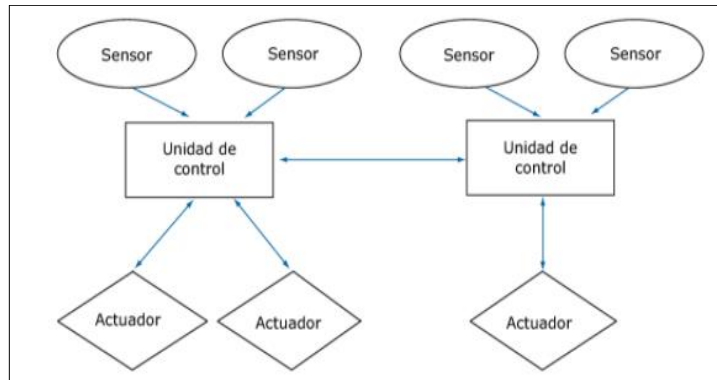 Sensor
Sensor
Sensor
Sensor
Unidad de
control
Unidad de
control
Actuador
Actuador
Actuador